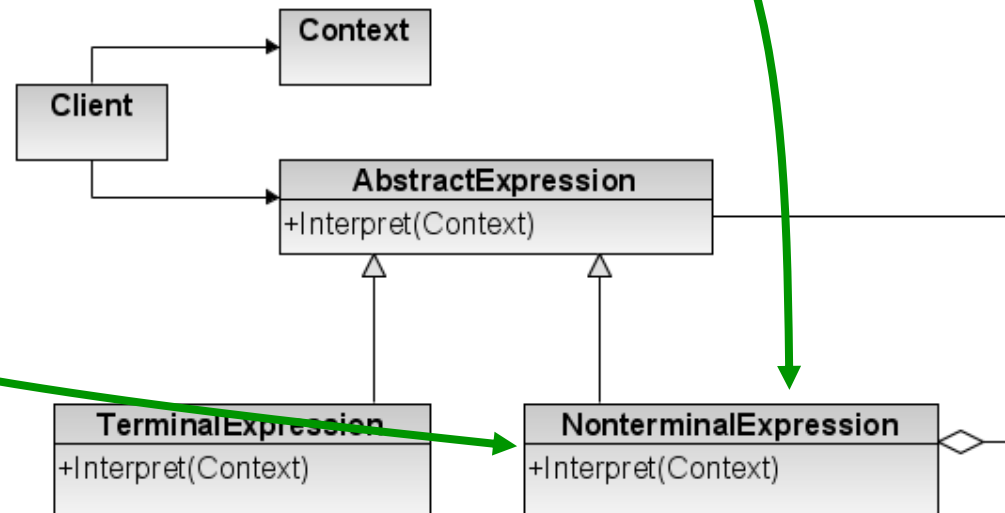 Context
Client
AbstractExpression
+Interpret(Context)
TerminalExpression
+Interpret(Context)
NonterminalExpression
+Interpret(Context)